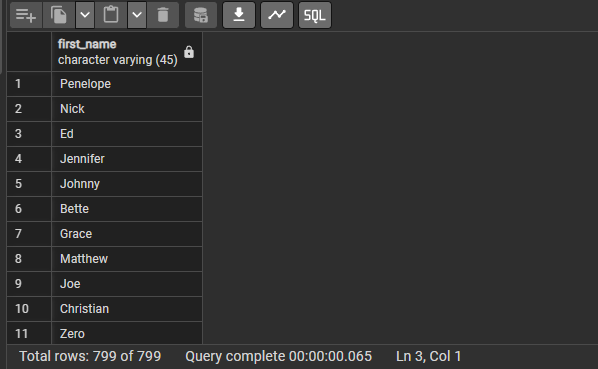 SQL
first_name
character varying (45)
1 Penelope
2 Nick
3 Ed
4 Jennifer
5 Johnny
6 Bette
7 Grace
8 Matthew
9 Joe
10 Christian
11 Zero
Total rows: 799 of 799 Query complete 00:00:00.065 Ln 3, Col 1